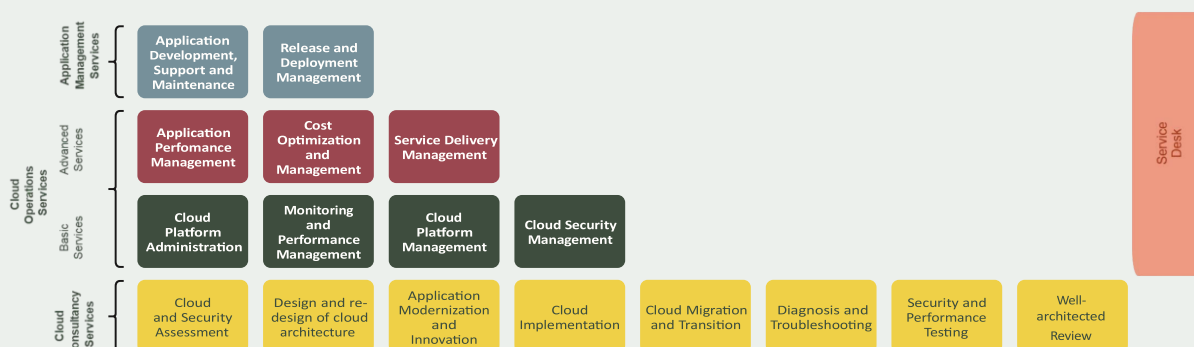 Application
Management
Services
Application
Development,
Support and
Maintenance
Release and
Deployment
Management
Cloud
Operations
Services
Advanced
Services
Application
Perfomance
Management
Cost
Optimization
and
Management
Service Delivery
Management
Basic
Services
Cloud
Platform
Administration
Monitoring
and
Performance
Management
Cloud
Platform
Management
Cloud Security
Management
Service
Desk
Cloud
onsultancy
Services
Cloud
and Security
Assessment
Design and re-
design of cloud
architecture
Application
Modernization
and
Innovation
Cloud
Implementation
Cloud Migration
and Transition
Diagnosis and
Troubleshooting
Security and
Performance
Testing
Well-
architected
Review